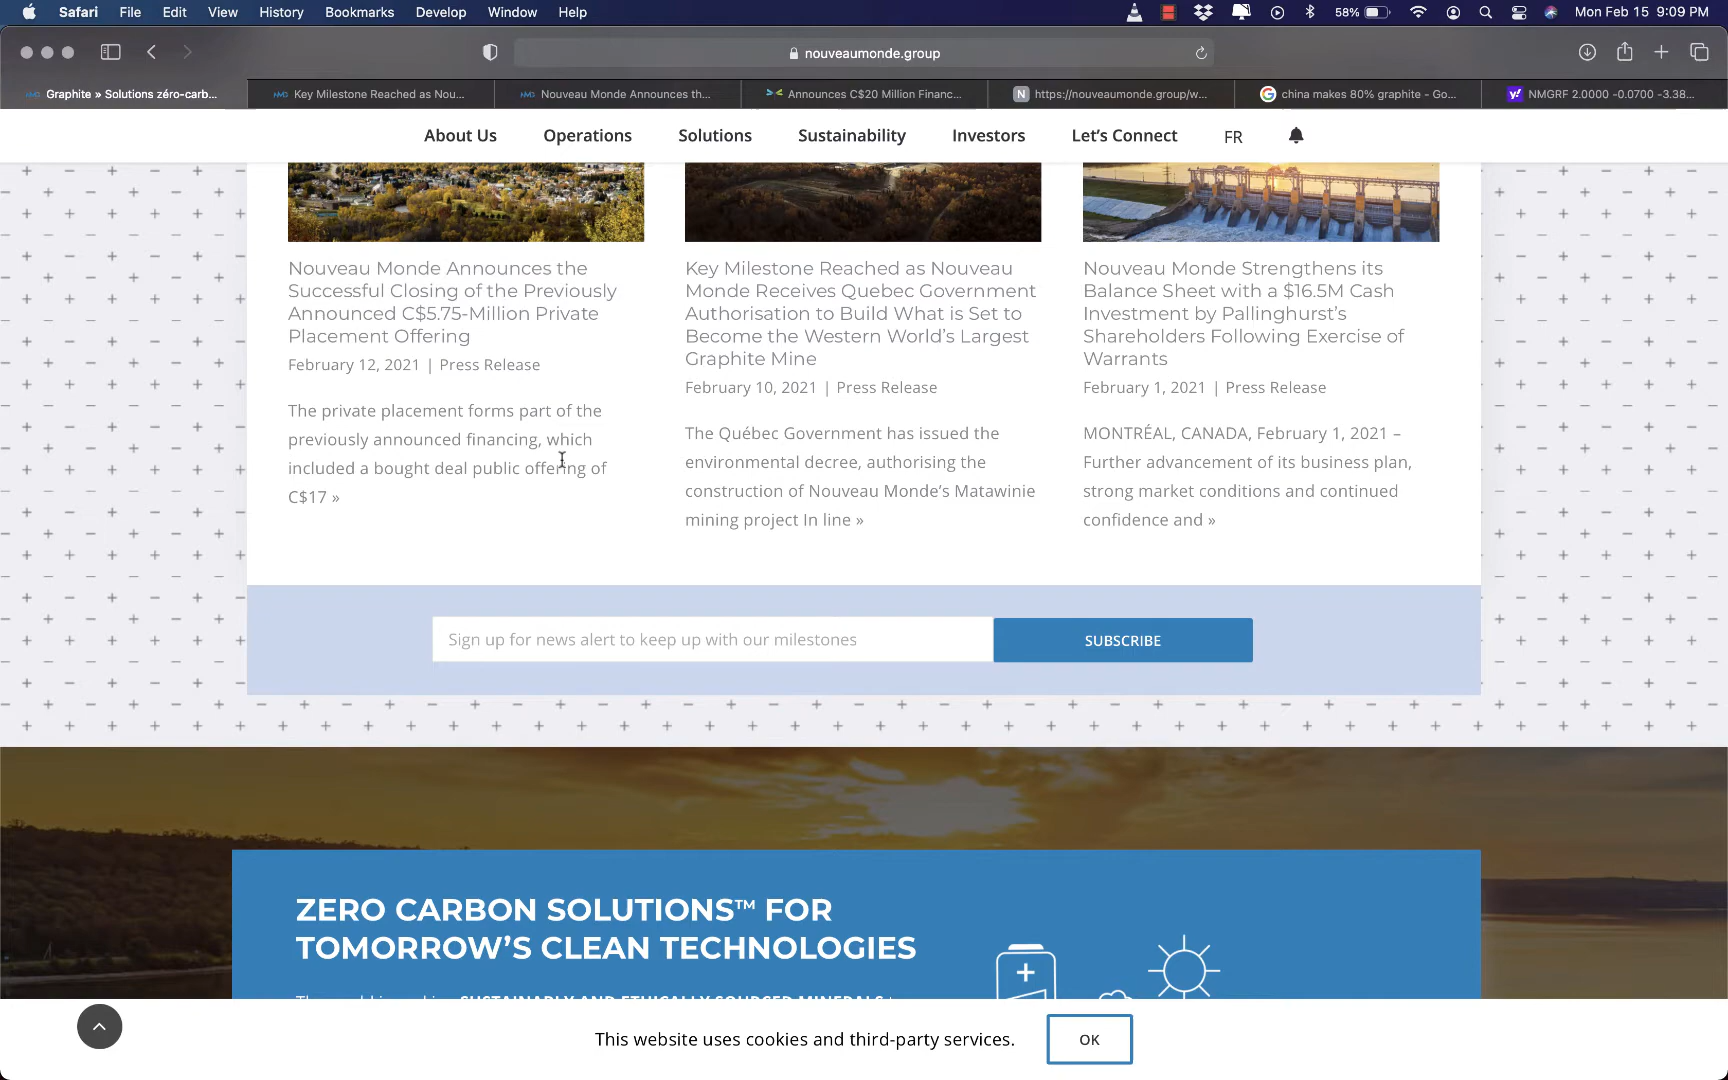 Safari File Edit View History Bookmarks Develop Window Help 58% Mon Feb 15 9:09 PM
nouveaumonde.group
Graphite » Solutions zéro-carb...
Key Milestone Reached as Nou...
Nouveau Monde Announces th...
Announces C$20 Million Financ...
N https://nouveaumonde.group/w...
china makes 80% graphite - Go...
NMGRF 2.0000 -0.0700 -3.38...
About Us Operations Solutions Sustainability Investors Let's Connect FR
Nouveau Monde Announces the
Successful Closing of the Previously
Announced C$5.75-Million Private
Placement Offering
February 12, 2021 | Press Release
The private placement forms part of the
previously announced financing, which
included a bought deal public offering of
C$17 »
Key Milestone Reached as Nouveau
Monde Receives Quebec Government
Authorisation to Build What is Set to
Become the Western World's Largest
Graphite Mine
February 10, 2021 | Press Release
The Québec Government has issued the
environmental decree, authorising the
construction of Nouveau Monde's Matawinie
mining project In line »
Nouveau Monde Strengthens its
Balance Sheet with a $16.5M Cash
Investment by Pallinghurst's
Shareholders Following Exercise of
Warrants
February 1, 2021 | Press Release
MONTRÉAL, CANADA, February 1, 2021 –
Further advancement of its business plan,
strong market conditions and continued
confidence and »
Sign up for news alert to keep up with our milestones
SUBSCRIBE
ZERO CARBON SOLUTIONS™ FOR
TOMORROW'S CLEAN TECHNOLOGIES
SUSTAINABLY AND ETHICALLY SOURCED MINERALS
This website uses cookies and third-party services.
OK